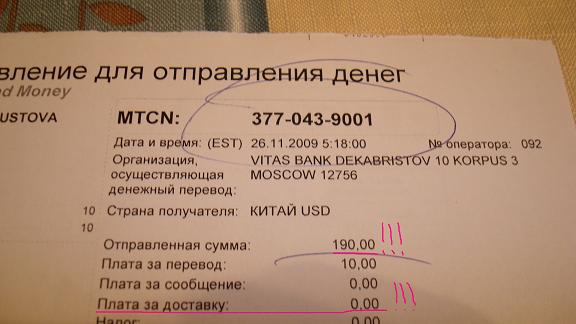 вление для отправления денег
d Money
USTOVA
MTCN: 377-043-9001
Дата и время: (EST) 26.11.2009 5:18:00 № оператора: 092
Организация, VITAS BANK DEKABRISTOV 10 KORPUS 3
осуществляющая MOSCOW 12756
денежный перевод:
10 Страна получателя: КИТАЙ USD
10
Отправленная сумма: 190,00 !!!
Плата за перевод: 10,00
Плата за сообщение: 0,00
Плата за доставку: 0,00 !!!
Налог: